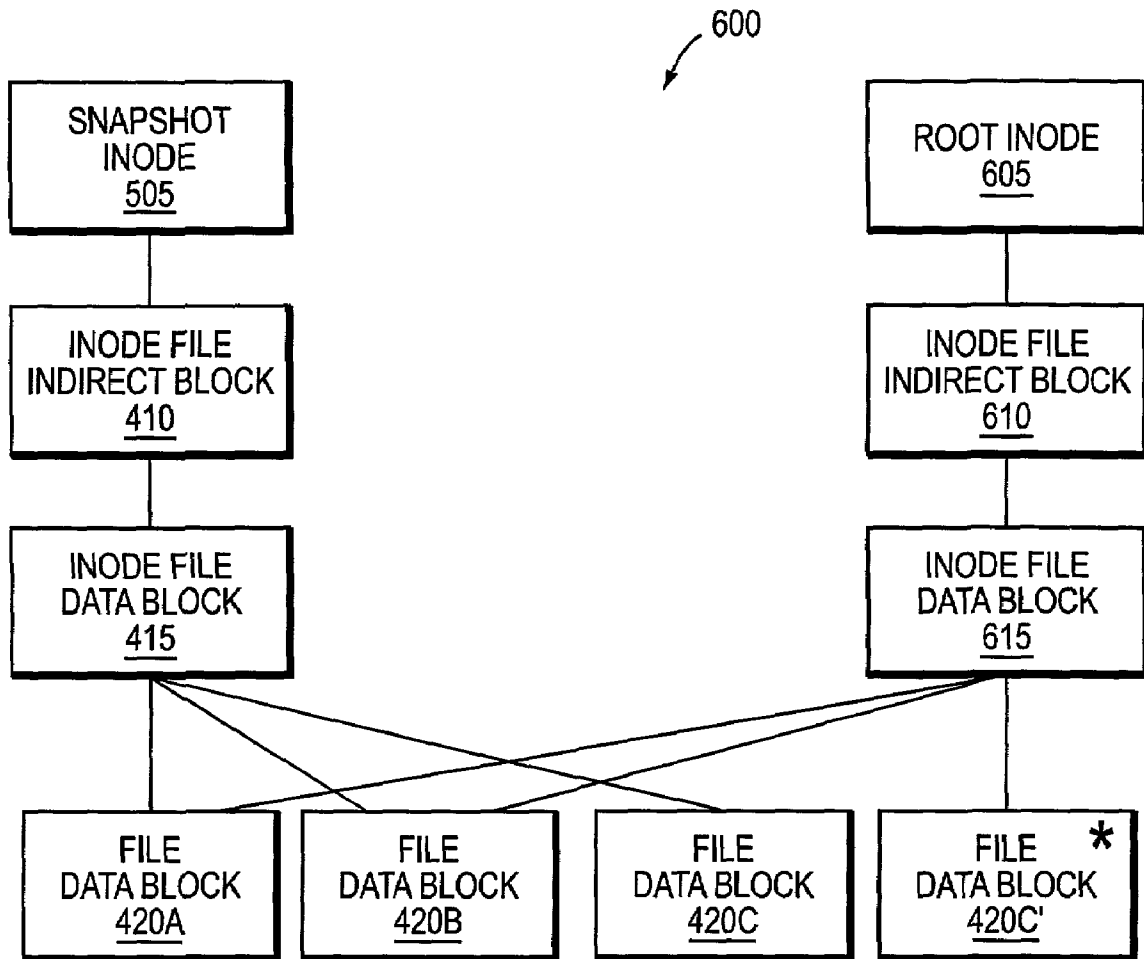 600
SNAPSHOT
INODE
505
ROOT INODE
605
INODE FILE
INDIRECT BLOCK
410
INODE FILE
INDIRECT BLOCK
610
INODE FILE
DATA BLOCK
415
INODE FILE
DATA BLOCK
615
FILE
DATA BLOCK
420A
FILE
DATA BLOCK
420B
FILE
DATA BLOCK
420C
FILE *
DATA BLOCK
420C'